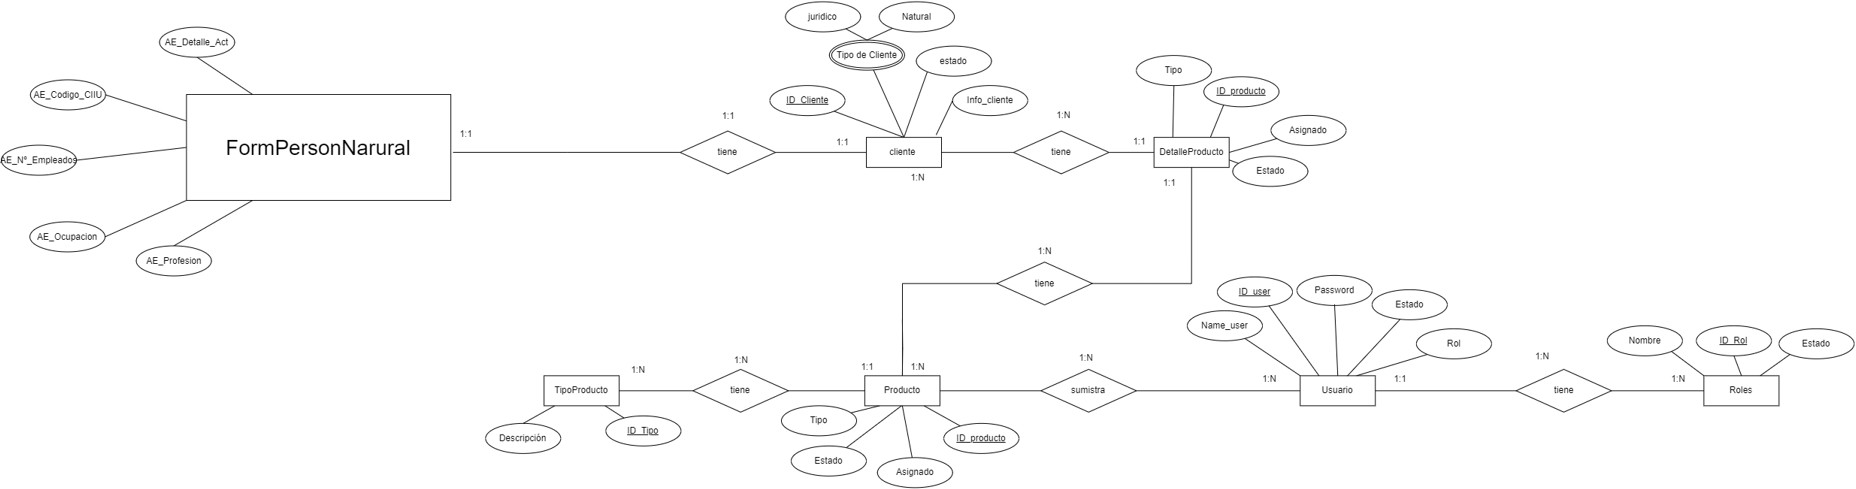 juridico
Natural
AE_Detalle_Act
Tipo de Cliente
estado
Tipo
AE_Codigo_CIIU
ID_Cliente
Info_cliente
ID_producto
1:1
1:N
Asignado
FormPersonNarural
1:1
tiene
1:1
cliente
tiene
1:1
DetalleProducto
AE_Nº_Empleados
Estado
1:N
1:1
AE_Ocupacion
AE_Profesion
1:N
tiene
ID_user
Password
Estado
Name_user
Rol
Nombre
ID_Rol
Estado
1:N
1:N
1:1
1:N
1:N
1:N
1:N
1:1
1:N
TipoProducto
tiene
Producto
sumistra
Usuario
tiene
Roles
Descripción
ID_Tipo
Tipo
ID_producto
Estado
Asignado